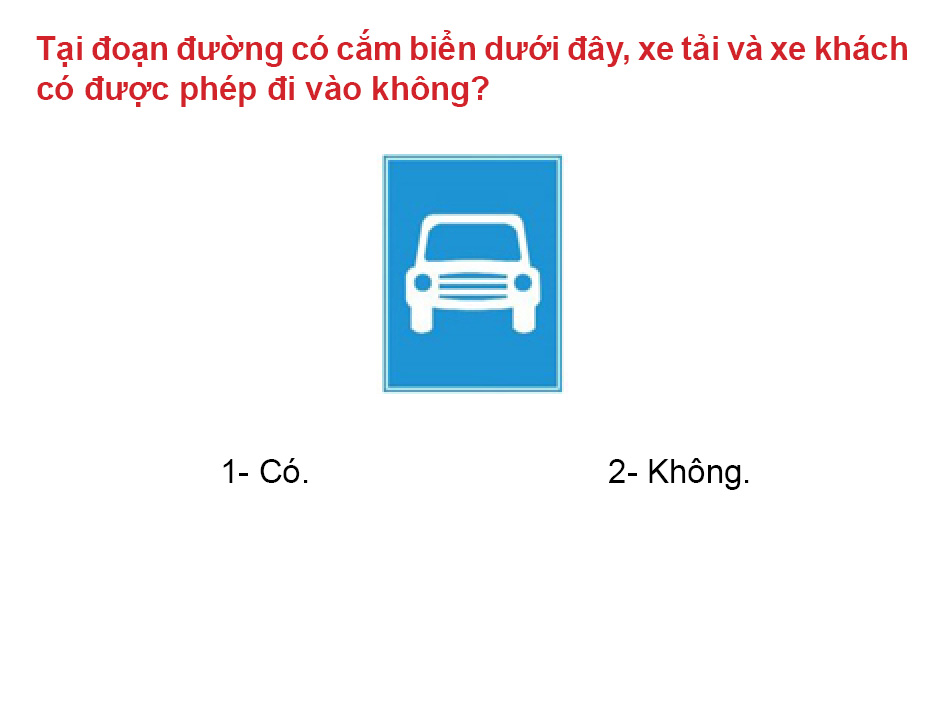 Tại đoạn đường có cắm biển dưới đây, xe tải và xe khách
có được phép đi vào không?
1- Có. 2- Không.